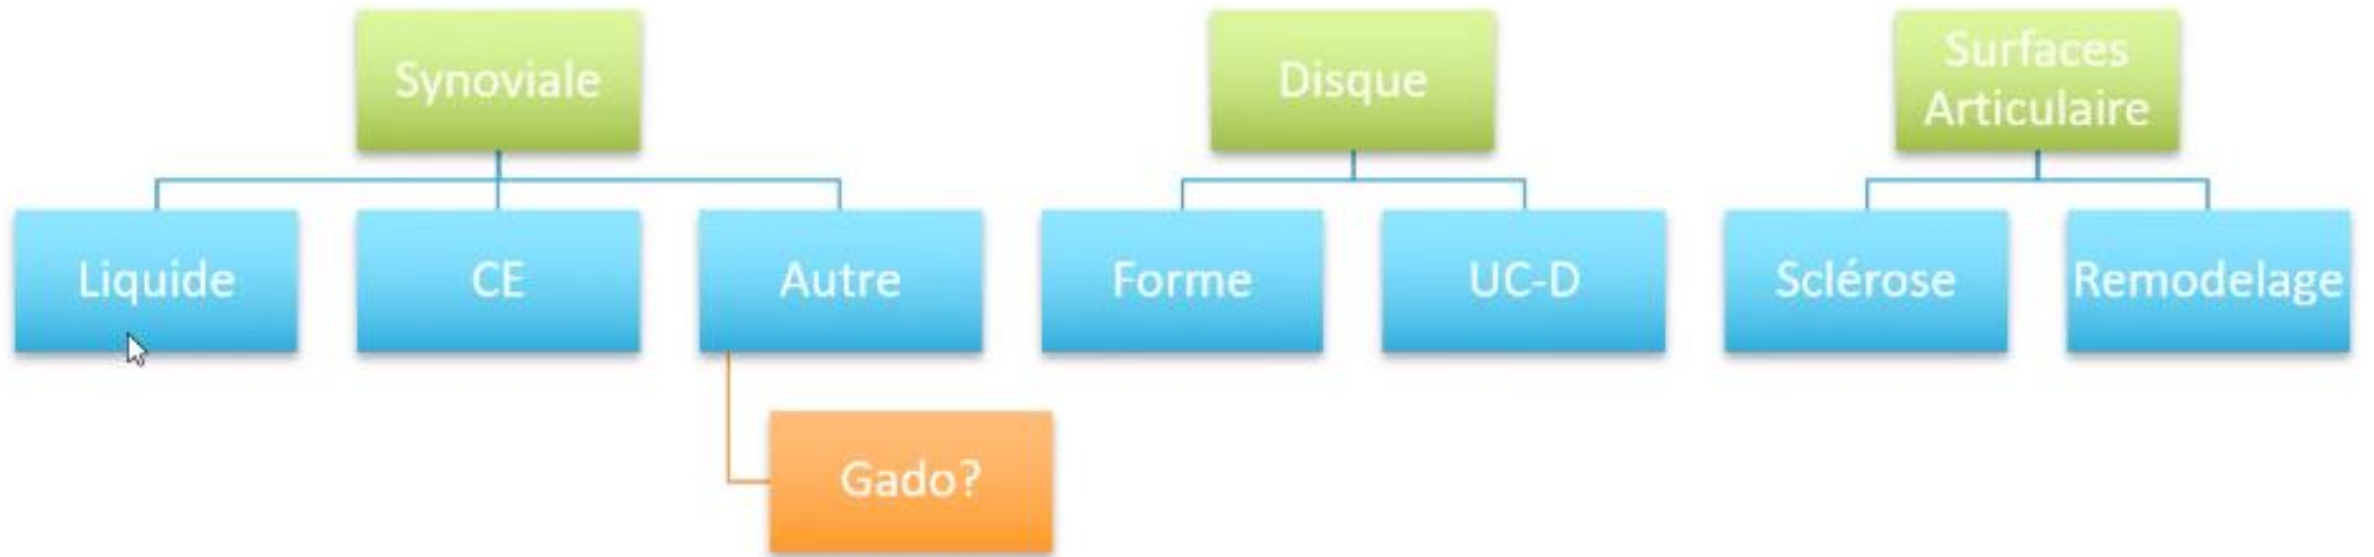 Synoviale
Disque
Surfaces
Articulaire
Liquide
CE
Autre
Forme
UC-D
Sclérose
Remodelage
Gado?